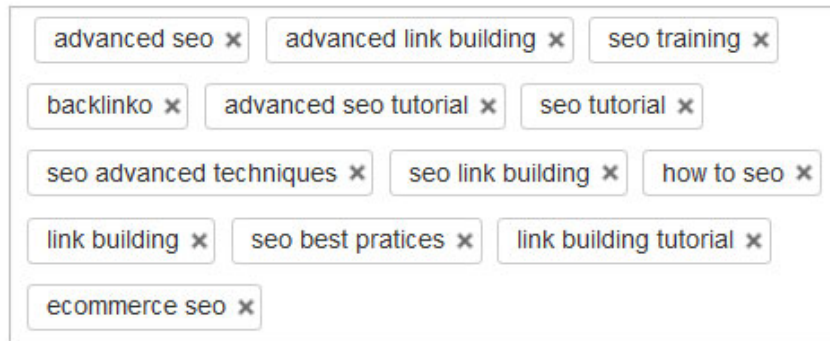 advanced seo × advanced link building × seo training ×
backlinko × advanced seo tutorial × seo tutorial ×
seo advanced techniques × seo link building × how to seo ×
link building × seo best pratices × link building tutorial ×
ecommerce seo ×